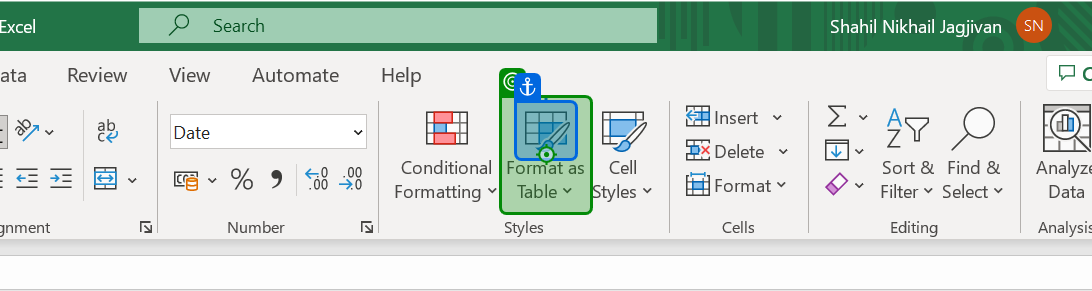 Excel
Search
Shahil Nikhail Jagjivan
SN
ata
Review
View
Automate
Help
C
ab
Date
Conditional
Formatting
Format as
Table
Cell
Styles
Insert
Delete
Format
Sort &
Filter
Find &
Select
Analyze
Data
ab
c
%
,
←0
.00
.00
→0
Σ
A
Z
gnment
Number
Styles
Cells
Editing
Analysis